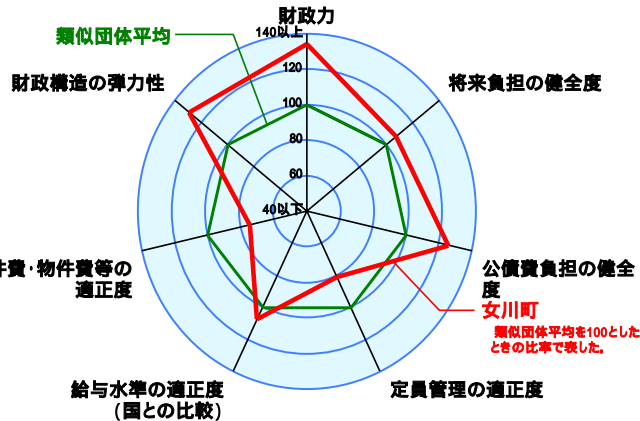 財政力
140以上
類似団体平均
120
財政構造の弾力性
将来負担の健全度
100
80
60
40以下
件費・物件費等の
適正度
公債費負担の健全
度
女川町
類似団体平均を100とした
ときの比率で表した。
給与水準の適正度
(国との比較)
定員管理の適正度